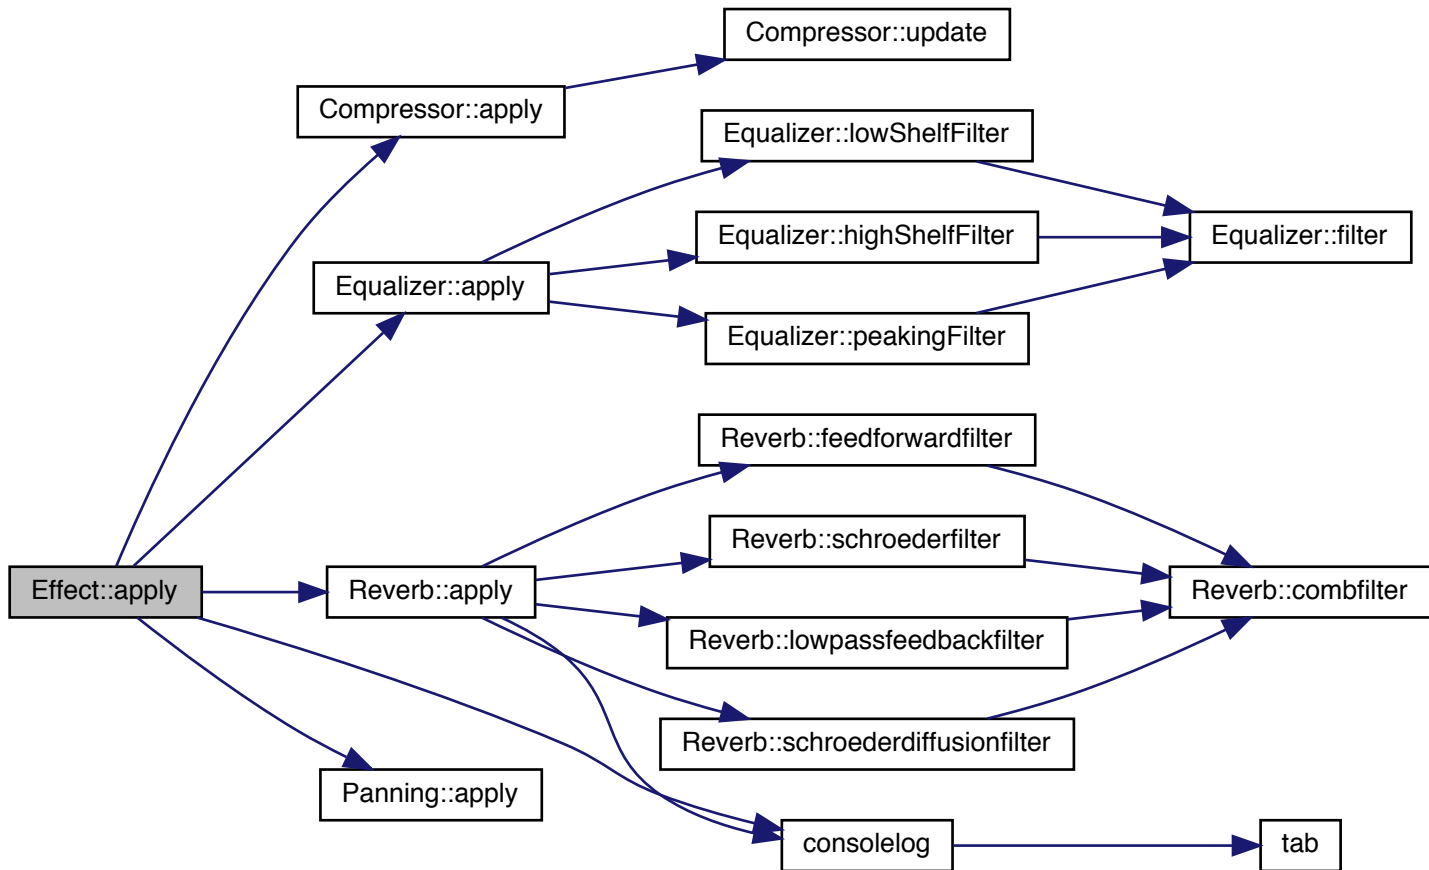 Compressor::update
Compressor::apply
Equalizer::lowShelfFilter
Equalizer::highShelfFilter
Equalizer::filter
Equalizer::apply
Equalizer::peakingFilter
Reverb::feedforwardfilter
Reverb::schroederfilter
Effect::apply
Reverb::apply
Reverb::combfilter
Reverb::lowpassfeedbackfilter
Reverb::schroederdiffusionfilter
Panning::apply
consolelog
tab